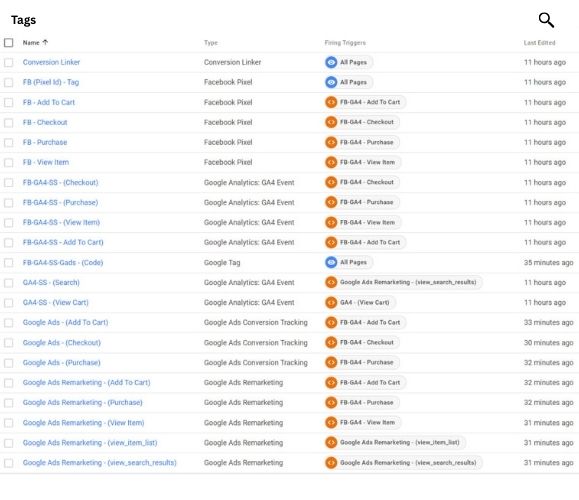 Tags
Name Type Firing Triggers Last Edited
Conversion Linker Conversion Linker All Pages 11 hours ago
FB (Pixel Id) - Tag Facebook Pixel All Pages 11 hours ago
FB - Add To Cart Facebook Pixel FB-GA4 - Add To Cart 11 hours ago
FB - Checkout Facebook Pixel FB-GA4 - Checkout 11 hours ago
FB - Purchase Facebook Pixel FB-GA4 - Purchase 11 hours ago
FB - View Item Facebook Pixel FB-GA4 - View Item 11 hours ago
FB-GA4-SS - (Checkout) Google Analytics: GA4 Event FB-GA4 - Checkout 11 hours ago
FB-GA4-SS - (Purchase) Google Analytics: GA4 Event FB-GA4 - Purchase 11 hours ago
FB-GA4-SS - (View Item) Google Analytics: GA4 Event FB-GA4 - View Item 11 hours ago
FB-GA4-SS - Add To Cart) Google Analytics: GA4 Event FB-GA4 - Add To Cart 11 hours ago
FB-GA4-SS-Gads - (Code) Google Tag All Pages 35 minutes ago
GA4-SS - (Search) Google Analytics: GA4 Event Google Ads Remarketing - (view_search_results) 11 hours ago
GA4-SS - (View Cart) Google Analytics: GA4 Event GA4 - (View Cart) 11 hours ago
Google Ads - (Add To Cart) Google Ads Conversion Tracking FB-GA4 - Add To Cart 33 minutes ago
Google Ads - (Checkout) Google Ads Conversion Tracking FB-GA4 - Checkout 30 minutes ago
Google Ads - (Purchase) Google Ads Conversion Tracking FB-GA4 - Purchase 32 minutes ago
Google Ads Remarketing - (Add To Cart) Google Ads Remarketing FB-GA4 - Add To Cart 32 minutes ago
Google Ads Remarketing - (Purchase) Google Ads Remarketing FB-GA4 - Purchase 32 minutes ago
Google Ads Remarketing - (View Item) Google Ads Remarketing FB-GA4 - View Item 31 minutes ago
Google Ads Remarketing - (view_item_list) Google Ads Remarketing Google Ads Remarketing - (view_item_list) 31 minutes ago
Google Ads Remarketing - (view_search_results) Google Ads Remarketing Google Ads Remarketing - (view_search_results) 31 minutes ago